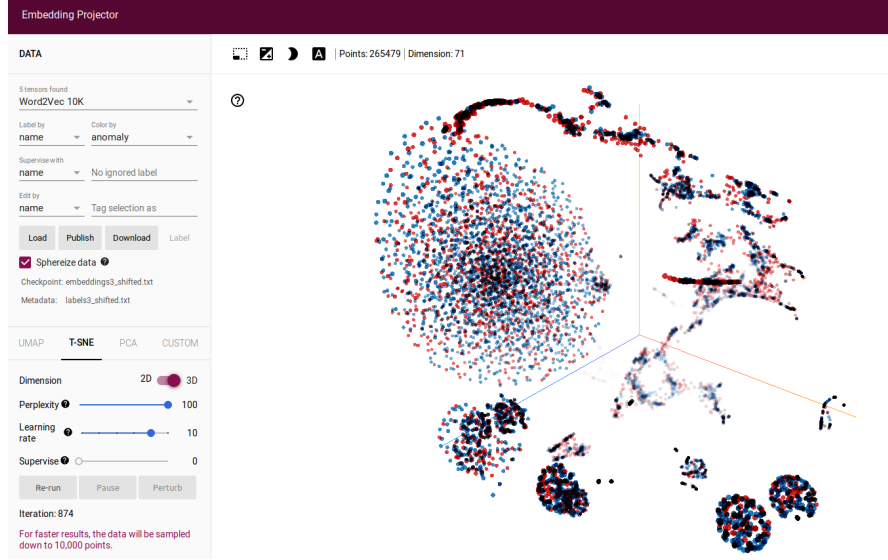 Embedding Projector
DATA
Points: 265479 | Dimension: 71
5 tensors found
Word2Vec 10K
Label by
Color by
name
anomaly
Supervise with
name
No ignored label
Edit by
name
Tag selection as
Load
Publish
Download
Label
Sphereize data
Checkpoint: embeddings3_shifted.txt
Metadata: labels3_shifted.txt
UMAP
T-SNE
PCA
CUSTOM
Dimension
2D
3D
Perplexity
100
Learning
rate
10
Supervise
0
Re-run
Pause
Perturb
Iteration: 874
For faster results, the data will be sampled
down to 10,000 points.